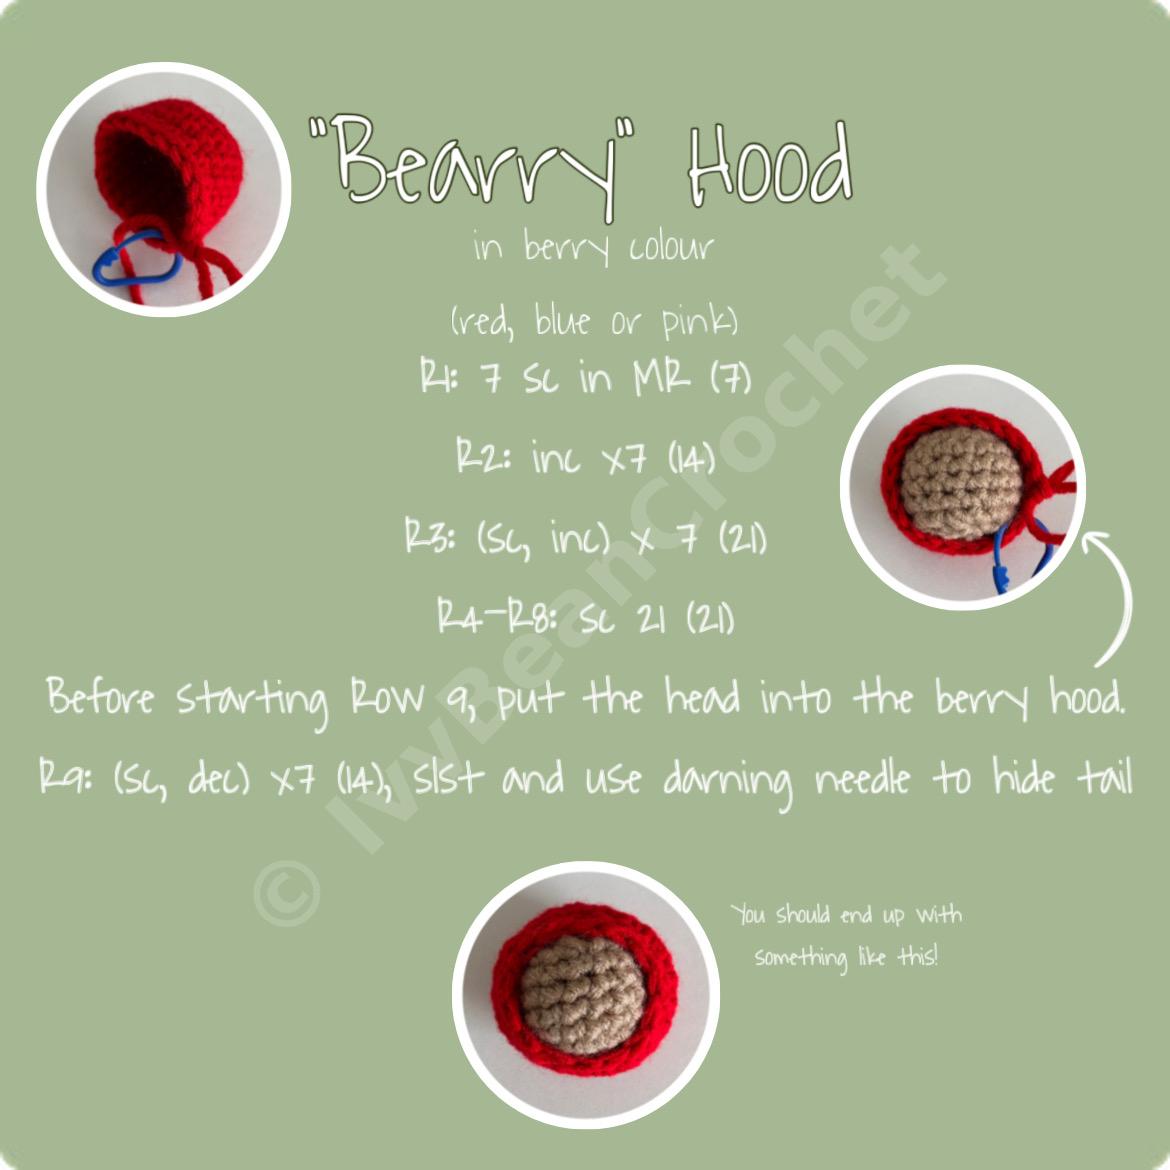 "Bearry" Hood
in berry colour
(red, blue or pink)
R1: 7 sc in MR (7)
R2: inc x7 (14)
R3: (sc, inc) x 7 (21)
R4-R8: sc 21 (21)
Before starting Row 9, put the head into the berry hood.
R9: (sc, dec) x7 (14), slst and use darning needle to hide tail
You should end up with
something like this!
© IvyBeanCrochet